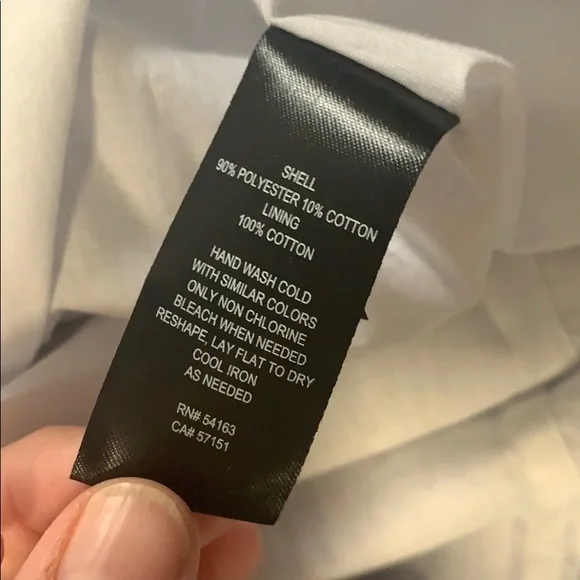 SHELL
90% POLYESTER 10% COTTON
LINING
100% COTTON
HAND WASH COLD
WITH SIMILAR COLORS
ONLY NON CHLORINE
BLEACH WHEN NEEDED
RESHAPE, LAY FLAT TO DRY
COOL IRON
AS NEEDED
RN# 54163
CA# 57151